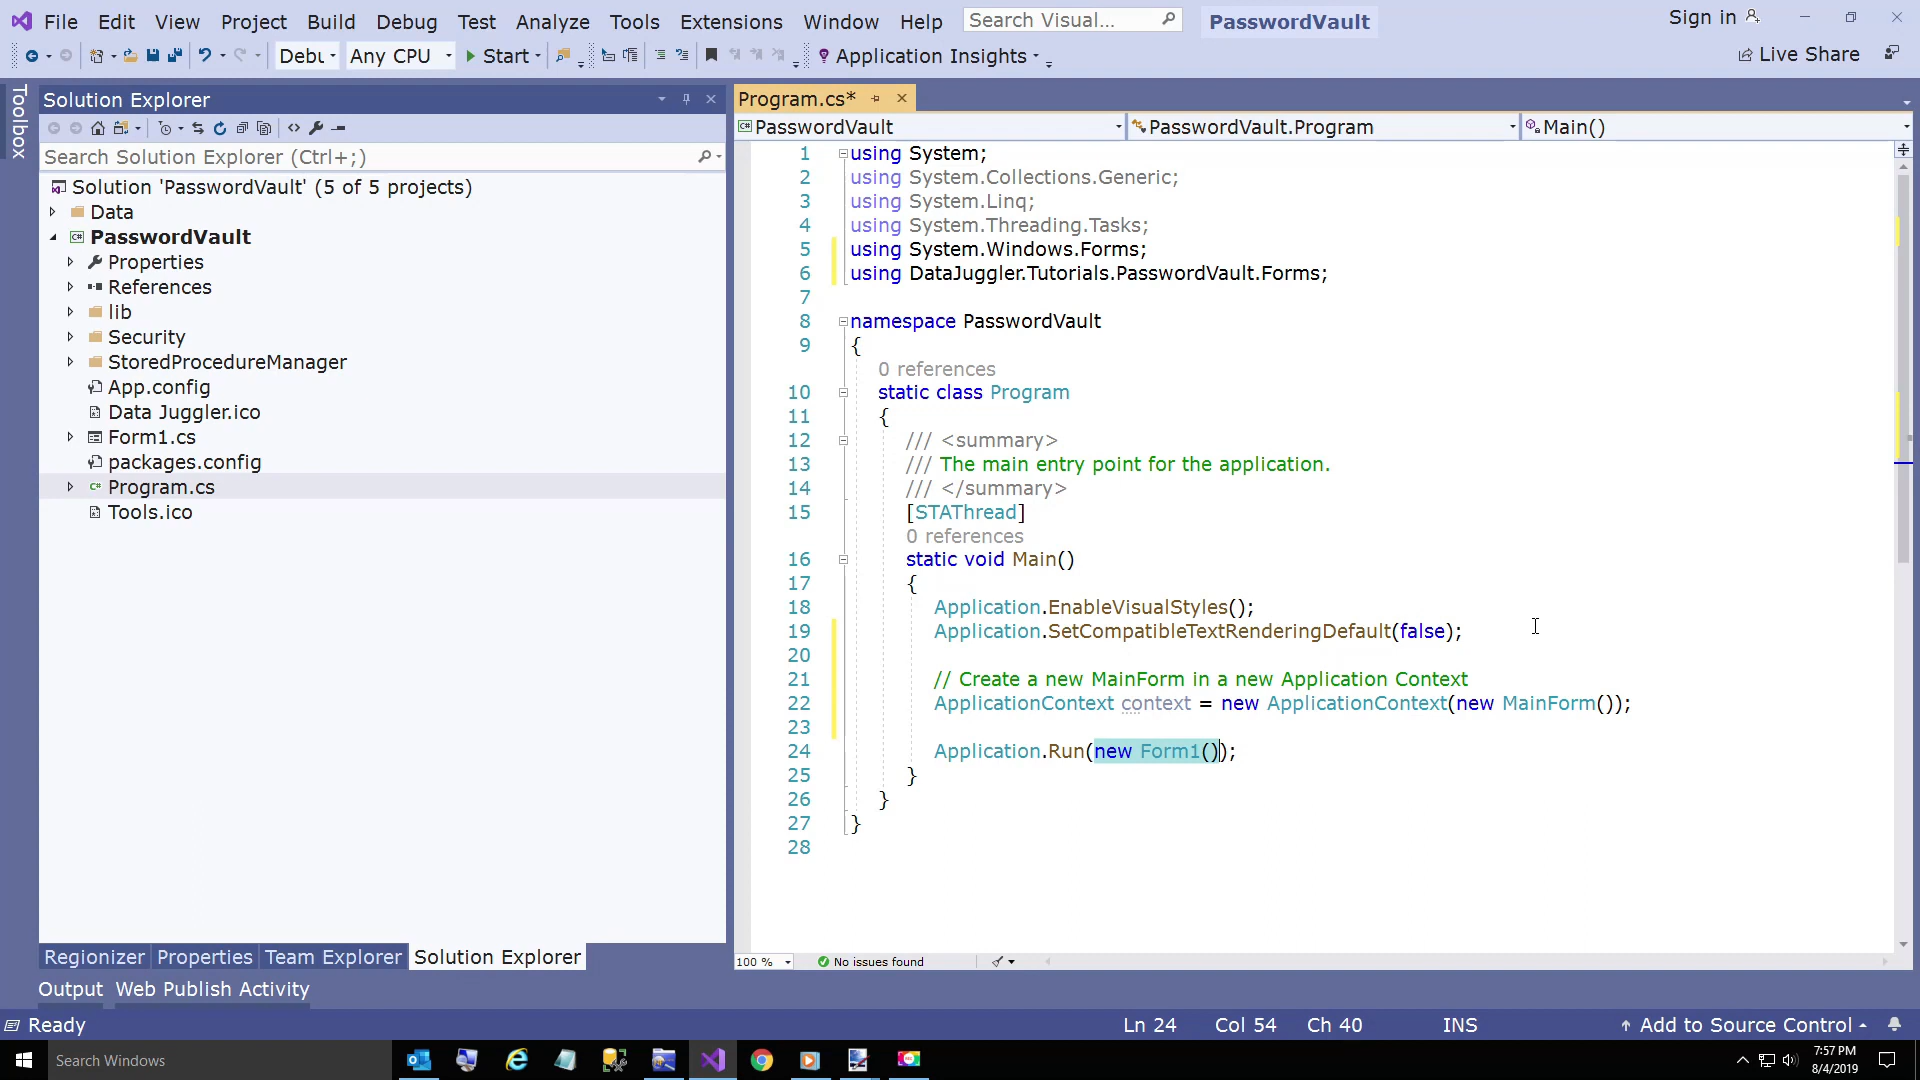 File Edit View Project Build Debug Test Analyze Tools Extensions Window Help Search Visual... PasswordVault Sign in
Debu Any CPU Start Application Insights Live Share
Toolbox
Solution Explorer
Search Solution Explorer (Ctrl+;)
Solution 'PasswordVault' (5 of 5 projects)
Data
PasswordVault
Properties
References
lib
Security
StoredProcedureManager
App.config
Data Juggler.ico
Form1.cs
packages.config
Program.cs
Tools.ico
Regionizer Properties Team Explorer Solution Explorer
Program.cs*
PasswordVault PasswordVault.Program Main()
1 using System;
2 using System.Collections.Generic;
3 using System.Linq;
4 using System.Threading.Tasks;
5 using System.Windows.Forms;
6 using DataJuggler.Tutorials.PasswordVault.Forms;
7
8 namespace PasswordVault
9 {
0 references
10 static class Program
11 {
12 /// <summary>
13 /// The main entry point for the application.
14 /// </summary>
15 [STAThread]
0 references
16 static void Main()
17 {
18 Application.EnableVisualStyles();
19 Application.SetCompatibleTextRenderingDefault(false);
20
21 // Create a new MainForm in a new Application Context
22 ApplicationContext context = new ApplicationContext(new MainForm());
23
24 Application.Run(new Form1());
25 }
26 }
27 }
28
100 % No issues found
Output Web Publish Activity
Ready Ln 24 Col 54 Ch 40 INS Add to Source Control
Search Windows
7:57 PM
8/4/2019